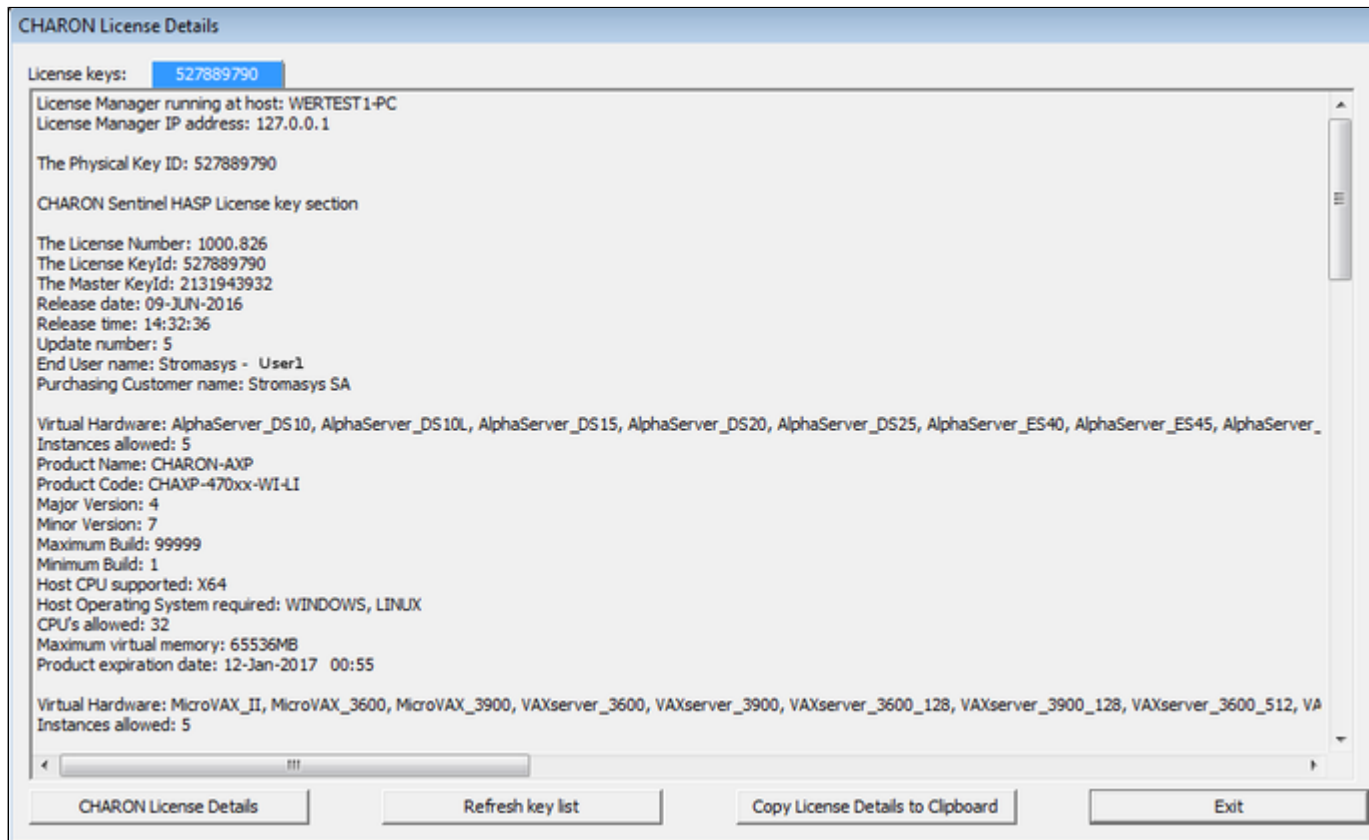 CHARON License Details
License keys: 527889790
License Manager running at host: WERTEST1-PC
License Manager IP address: 127.0.0.1
The Physical Key ID: 527889790
CHARON Sentinel HASP License key section
The License Number: 1000.826
The License KeyId: 527889790
The Master KeyId: 2131943932
Release date: 09-JUN-2016
Release time: 14:32:36
Update number: 5
End User name: Stromasys - User1
Purchasing Customer name: Stromasys SA
Virtual Hardware: AlphaServer_DS10, AlphaServer_DS10L, AlphaServer_DS15, AlphaServer_DS20, AlphaServer_DS25, AlphaServer_ES40, AlphaServer_ES45, AlphaServer_
Instances allowed: 5
Product Name: CHARON-AXP
Product Code: CHAXP-470xx-WI-LI
Major Version: 4
Minor Version: 7
Maximum Build: 99999
Minimum Build: 1
Host CPU supported: X64
Host Operating System required: WINDOWS, LINUX
CPU's allowed: 32
Maximum virtual memory: 65536MB
Product expiration date: 12-Jan-2017 00:55
Virtual Hardware: MicroVAX_II, MicroVAX_3600, MicroVAX_3900, VAXserver_3600, VAXserver_3900, VAXserver_3600_128, VAXserver_3900_128, VAXserver_3600_512, VA
Instances allowed: 5
CHARON License Details
Refresh key list
Copy License Details to Clipboard
Exit